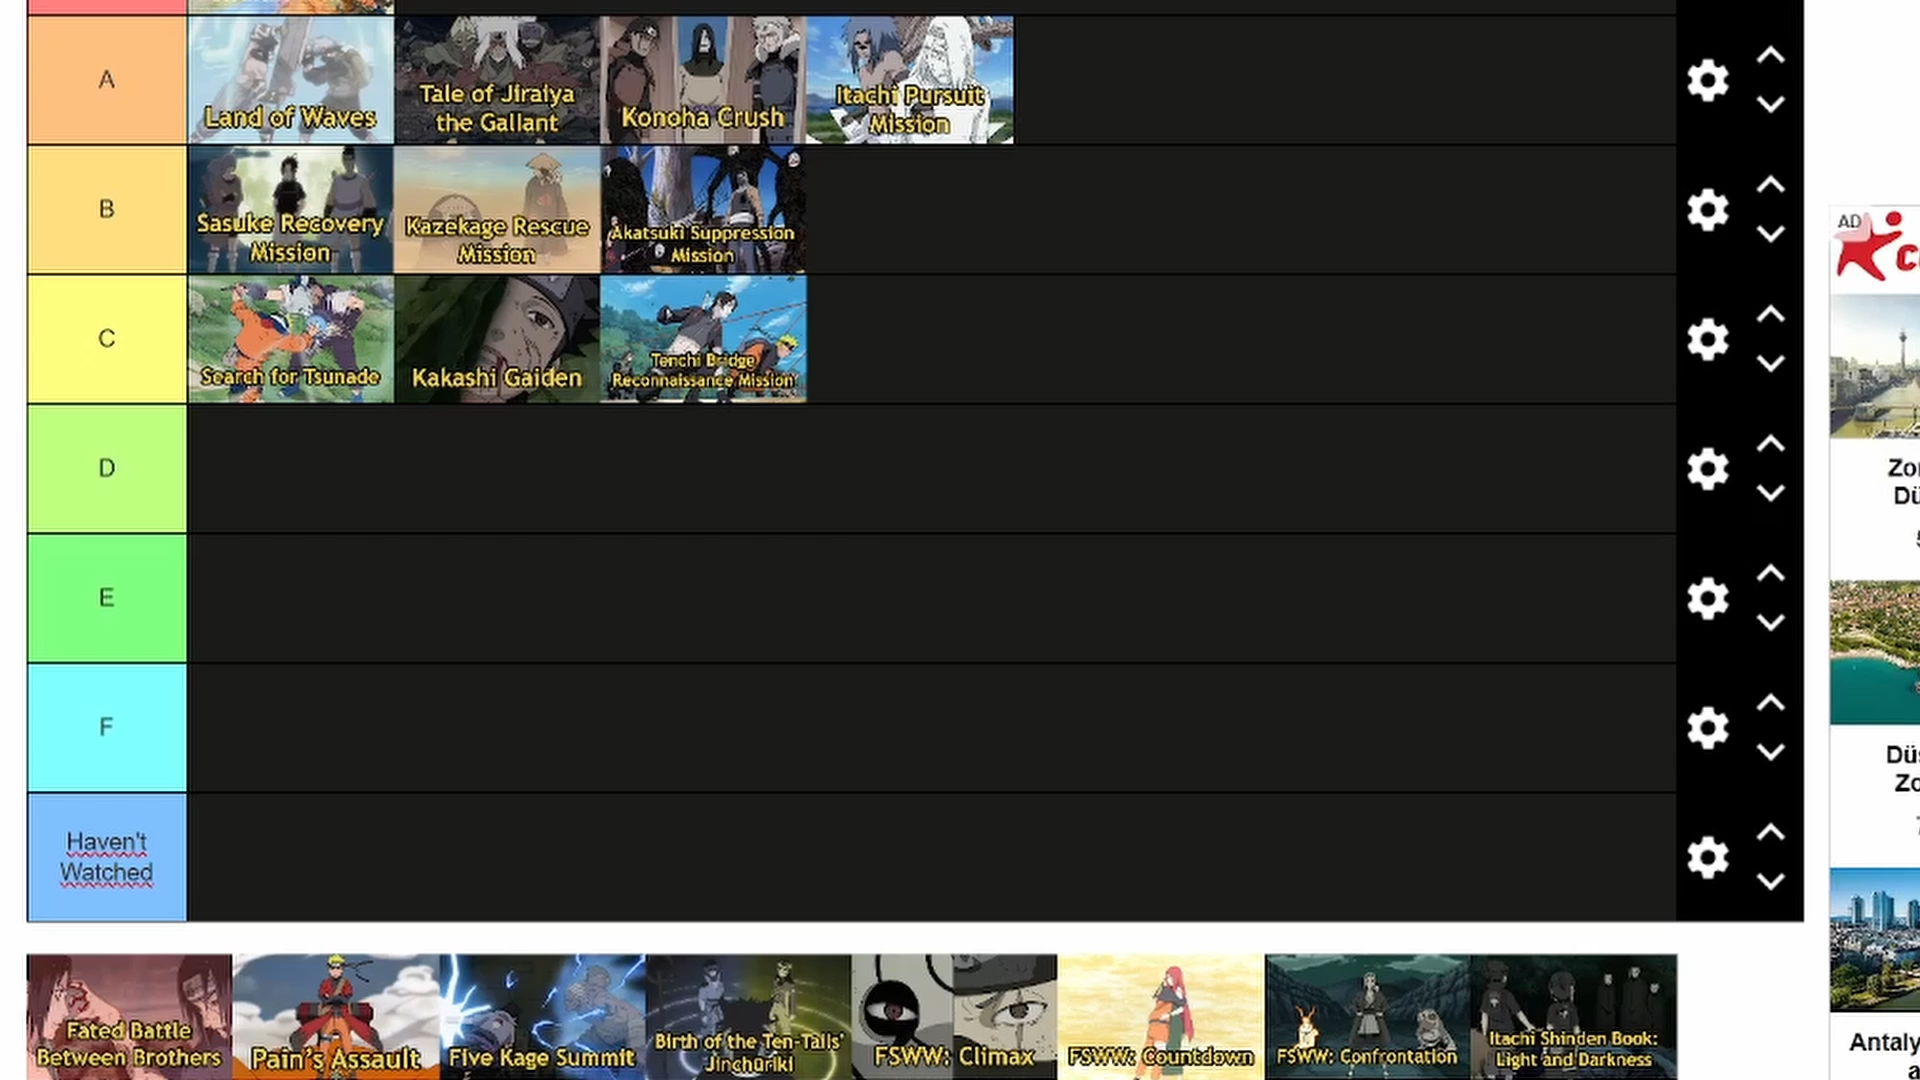 A
Land of Waves
Tale of Jiraiya
the Gallant
Konoha Crush
Itachi Pursuit
Mission
B
Sasuke Recovery
Mission
Kazekage Rescue
Mission
Akatsuki Suppression
Mission
C
Search for Tsunade
Kakashi Gaiden
Tenchi Bridge
Reconnaissance Mission
D
E
F
Haven't
Watched
Fated Battle
Between Brothers
Pain's Assault
Five Kage Summit
Birth of the Ten-Tails'
Jinchūriki
FSWW: Climax
FSWW: Countdown
FSWW: Confrontation
Itachi Shinden Book:
Light and Darkness
AD